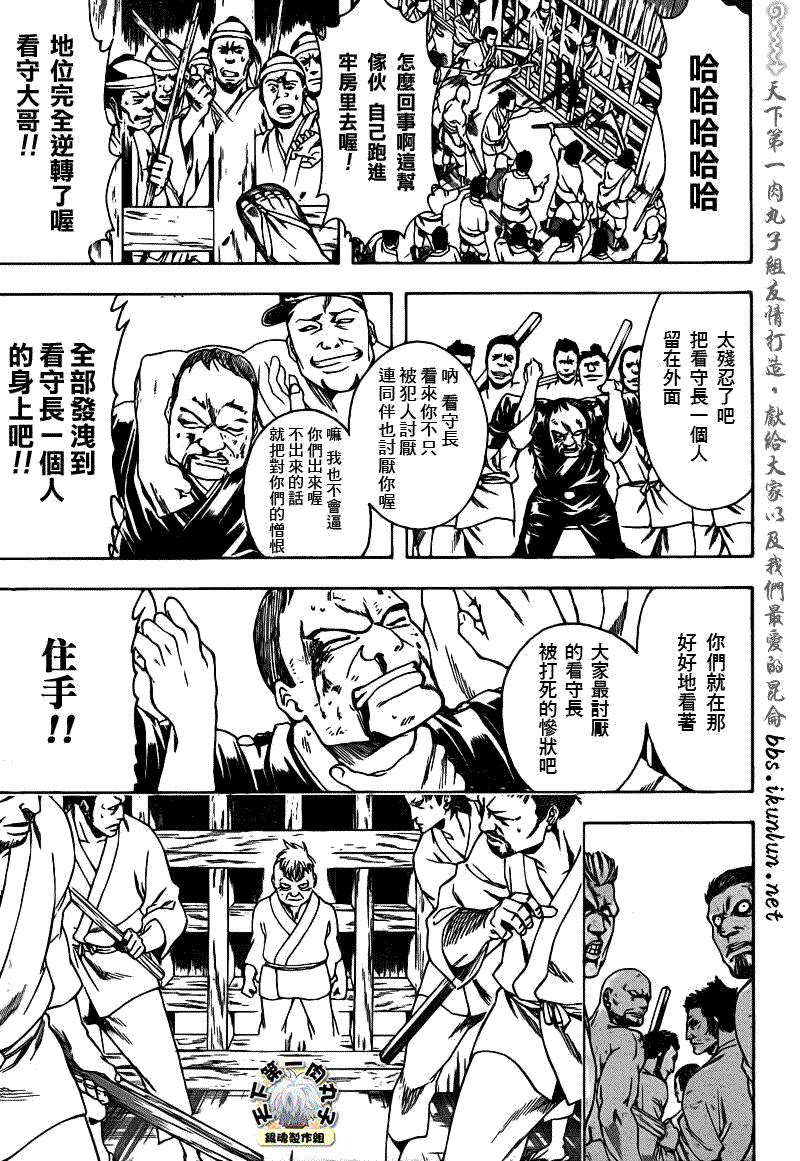 哈哈哈哈哈
怎麼回事啊這幫
傢伙 自己跑進
牢房里去喔!
地位完全逆轉了喔
看守大哥!!
太殘忍了吧
把看守長一個人
留在外面
吶 看守長
看來你不只
被犯人討厭
連同伴也討厭你喔
嘛 我也不會逼
你們出來喔
不出來的話
就把對你們的憎恨
全部發洩到
看守長一個人
的身上吧!!
你們就在那
好好地看著
大家最討厭
的看守長
被打死的慘狀吧
住手!!
天下第一肉丸子組友情打造，獻給大家以及我們最愛的昆侖 bbs.ikunlun.net
天下第一肉丸子
銀魂製作組